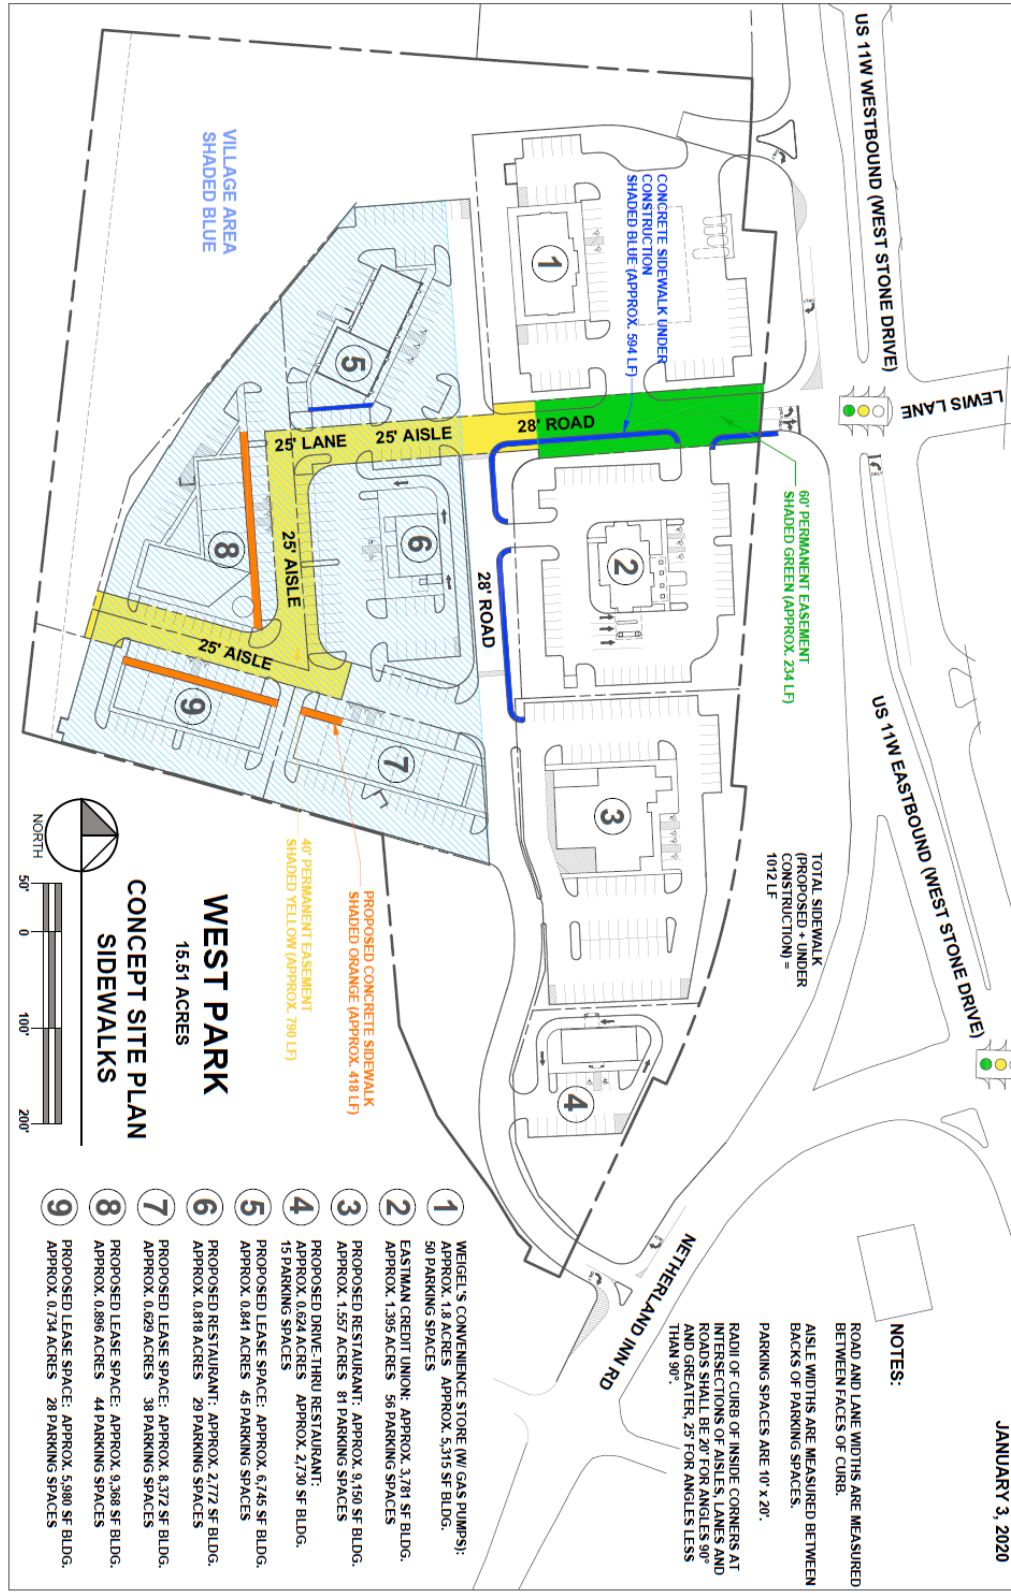 JANUARY 3, 2020
US 11W WESTBOUND (WEST STONE DRIVE)
LEWIS LANE
US 11W EASTBOUND (WEST STONE DRIVE)
NETHERLAND INN RD
CONCRETE SIDEWALK UNDER
CONSTRUCTION
SHADED BLUE (APPROX. 594 LF)
VILLAGE AREA
SHADED BLUE
60' PERMANENT EASEMENT
SHADED GREEN (APPROX. 234 LF)
TOTAL SIDEWALK
(PROPOSED + UNDER
CONSTRUCTION) =
1012 LF
1
2
3
4
5
6
7
8
9
28' ROAD
25' AISLE
25' LANE
25' AISLE
25' AISLE
28' ROAD
PROPOSED CONCRETE SIDEWALK
SHADED ORANGE (APPROX. 418 LF)
40' PERMANENT EASEMENT
SHADED YELLOW (APPROX. 790 LF)
WEST PARK
15.51 ACRES
CONCEPT SITE PLAN
SIDEWALKS
NORTH
50' 0 100' 200'
NOTES:
ROAD AND LANE WIDTHS ARE MEASURED
BETWEEN FACES OF CURB.
AISLE WIDTHS ARE MEASURED BETWEEN
BACKS OF PARKING SPACES.
PARKING SPACES ARE 10' x 20'.
RADII OF CURB OF INSIDE CORNERS AT
INTERSECTIONS OF AISLES, LANES AND
ROADS SHALL BE 20' FOR ANGLES 90°
AND GREATER, 25' FOR ANGLES LESS
THAN 90°.
1 WEIGEL'S CONVENIENCE STORE (W/ GAS PUMPS):
APPROX. 1.8 ACRES APPROX. 5,315 SF BLDG.
50 PARKING SPACES
2 EASTMAN CREDIT UNION: APPROX. 3,781 SF BLDG.
APPROX. 1.395 ACRES 56 PARKING SPACES
3 PROPOSED RESTAURANT: APPROX. 9,150 SF BLDG.
APPROX. 1.557 ACRES 81 PARKING SPACES
4 PROPOSED DRIVE-THRU RESTAURANT:
APPROX. 0.624 ACRES APPROX. 2,730 SF BLDG.
15 PARKING SPACES
5 PROPOSED LEASE SPACE: APPROX. 6,745 SF BLDG.
APPROX. 0.841 ACRES 45 PARKING SPACES
6 PROPOSED RESTAURANT: APPROX. 2,772 SF BLDG.
APPROX. 0.818 ACRES 29 PARKING SPACES
7 PROPOSED LEASE SPACE: APPROX. 8,372 SF BLDG.
APPROX. 0.629 ACRES 38 PARKING SPACES
8 PROPOSED LEASE SPACE: APPROX. 9,368 SF BLDG.
APPROX. 0.896 ACRES 44 PARKING SPACES
9 PROPOSED LEASE SPACE: APPROX. 5,980 SF BLDG.
APPROX. 0.734 ACRES 28 PARKING SPACES